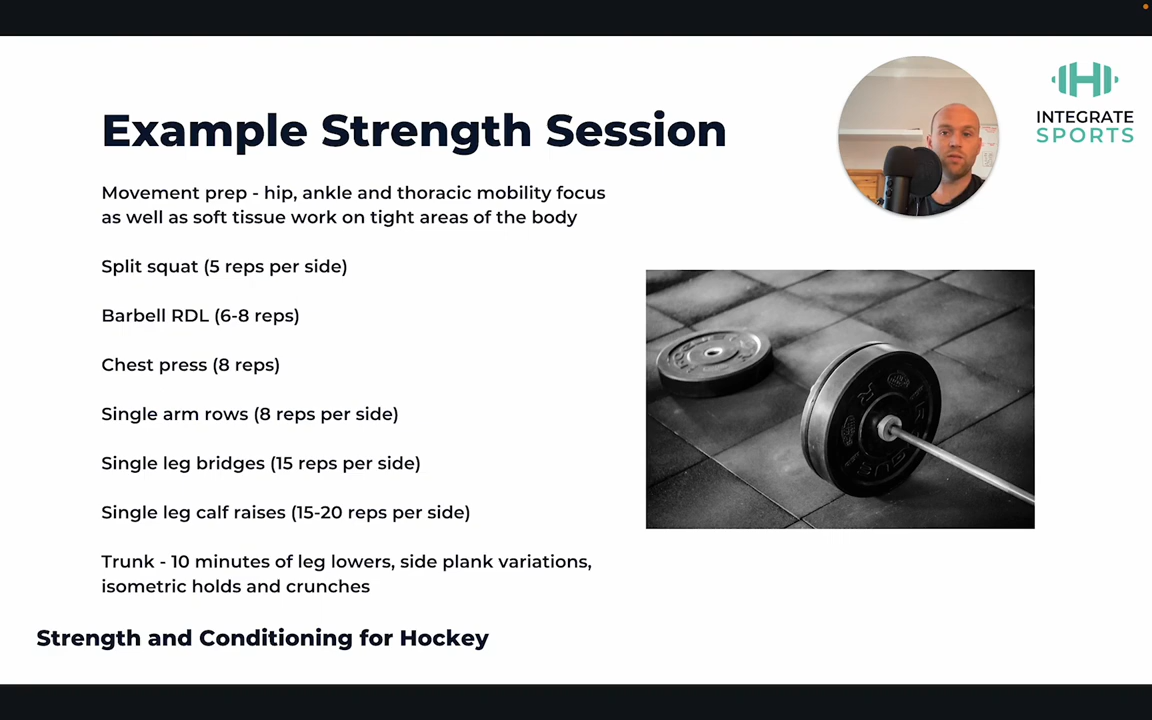 INTEGRATE
SPORTS
Example Strength Session
Movement prep - hip, ankle and thoracic mobility focus
as well as soft tissue work on tight areas of the body
Split squat (5 reps per side)
Barbell RDL (6-8 reps)
Chest press (8 reps)
Single arm rows (8 reps per side)
Single leg bridges (15 reps per side)
Single leg calf raises (15-20 reps per side)
Trunk - 10 minutes of leg lowers, side plank variations,
isometric holds and crunches
Strength and Conditioning for Hockey